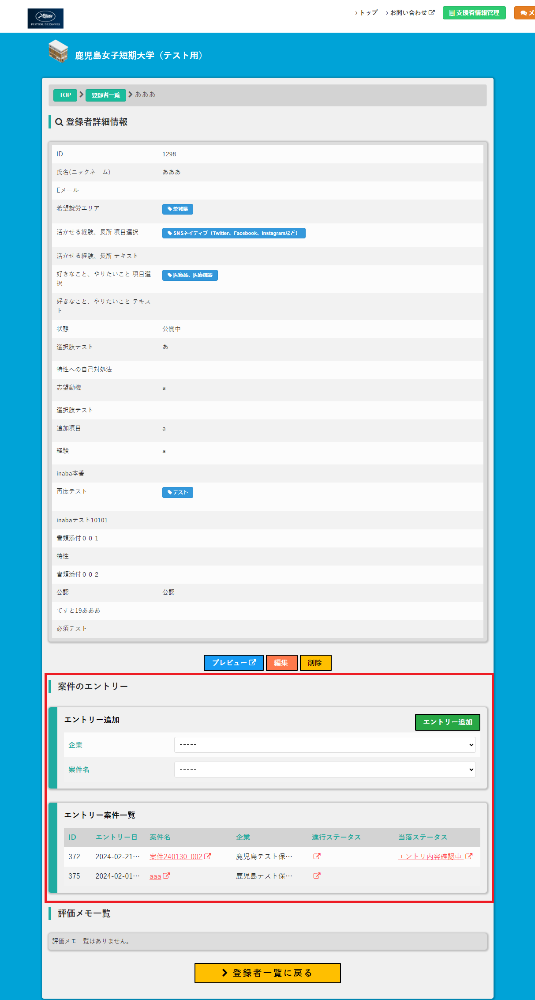 FESTIVAL DE CANNES
トップ お問い合わせ 支援者情報管理 メ
鹿児島女子短期大学（テスト用）
TOP 登録者一覧 あああ
登録者詳細情報
ID 1298
氏名(ニックネーム) あああ
Eメール
希望就労エリア 茨城県
活かせる経験、長所 項目選択 SNSネイティブ（Twitter、Facebook、Instagramなど）
活かせる経験、長所 テキスト
好きなこと、やりたいこと 項目選 医療品、医療機器
択
好きなこと、やりたいこと テキス
ト
状態 公開中
選択肢テスト あ
特性への自己対処法
志望動機 a
選択肢テスト
追加項目 a
経験 a
inaba本番
再度テスト テスト
inabaテスト10101
書類添付００１
特性
書類添付００２
公認 公認
てすと19あああ
必須テスト
プレビュー 編集 削除
案件のエントリー
エントリー追加 エントリー追加
企業 -----
案件名 -----
エントリー案件一覧
ID エントリー日 案件名 企業 進行ステータス 当落ステータス
372 2024-02-21… 案件240130_002 鹿児島テスト保… エントリ内容確認中
375 2024-02-01… aaa 鹿児島テスト保…
評価メモ一覧
評価メモ一覧はありません。
登録者一覧に戻る